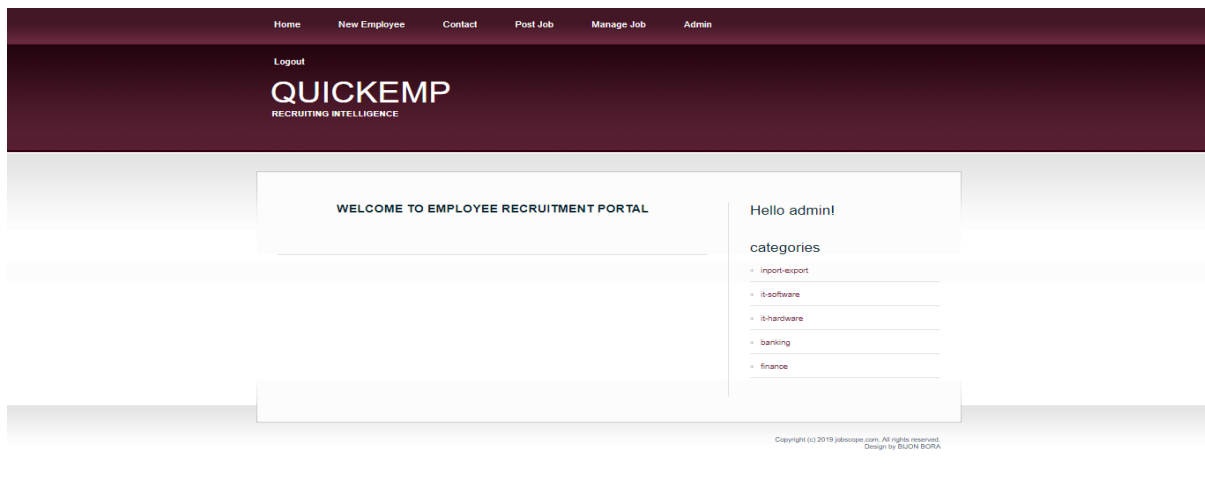 Home New Employee Contact Post Job Manage Job Admin
Logout
QUICKEMP
RECRUITING INTELLIGENCE
WELCOME TO EMPLOYEE RECRUITMENT PORTAL
Hello admin!
categories
inport-export
it-software
it-hardware
banking
finance
Copyright (c) 2019 jobscope.com. All rights reserved.
Design by BIJON BORA